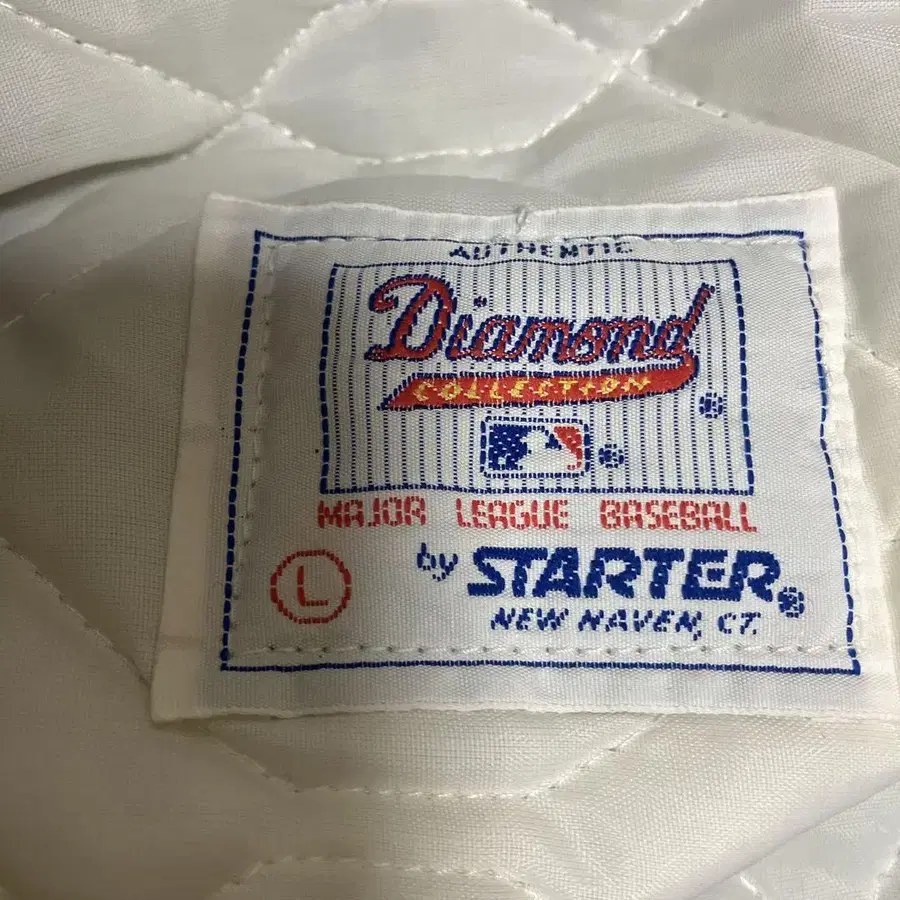 AUTHENTIC
Diamond
COLLECTION ®
®
MAJOR LEAGUE BASEBALL
L
by STARTER®
NEW HAVEN, CT.